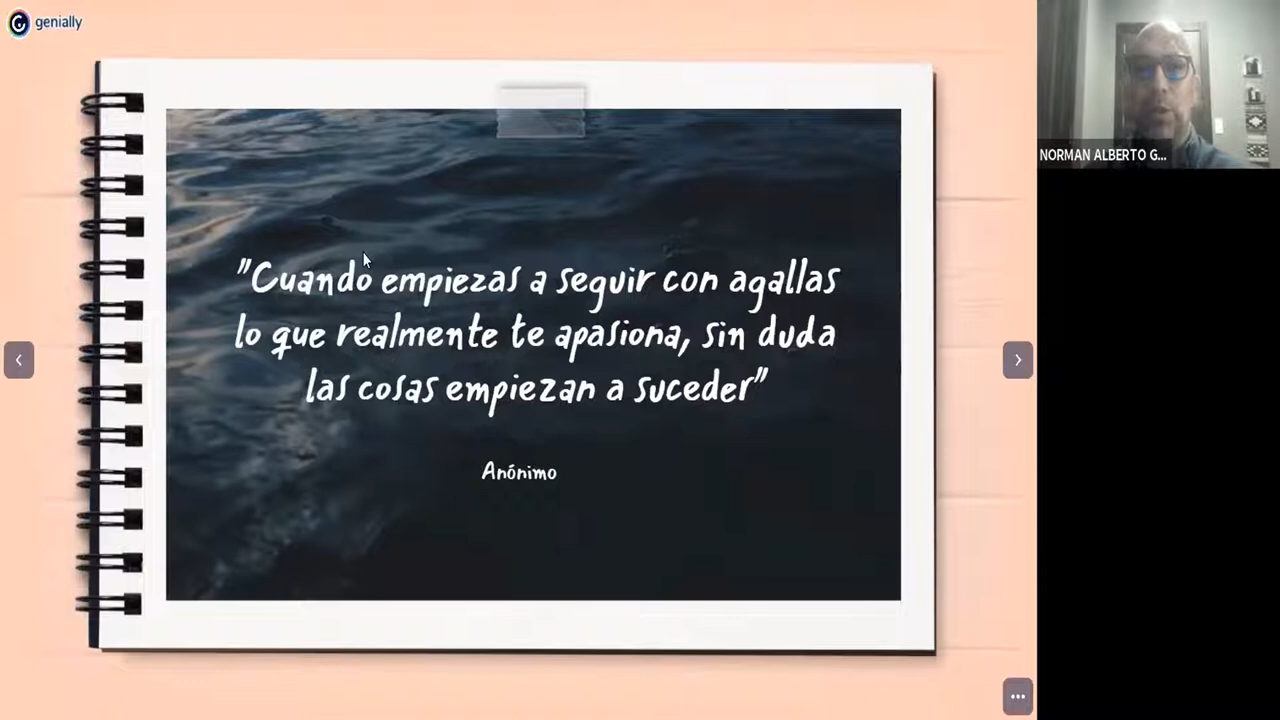 genially
"Cuando empiezas a seguir con agallas
lo que realmente te apasiona, sin duda
las cosas empiezan a suceder"
Anónimo
NORMAN ALBERTO G...